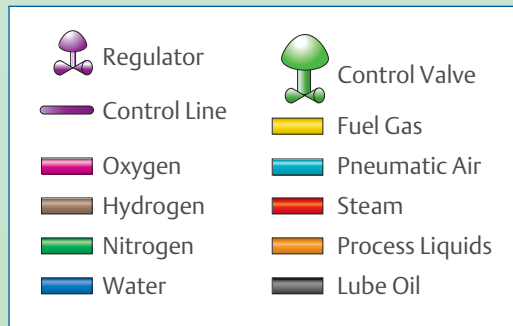 Regulator
Control Line
Oxygen
Hydrogen
Nitrogen
Water
Control Valve
Fuel Gas
Pneumatic Air
Steam
Process Liquids
Lube Oil